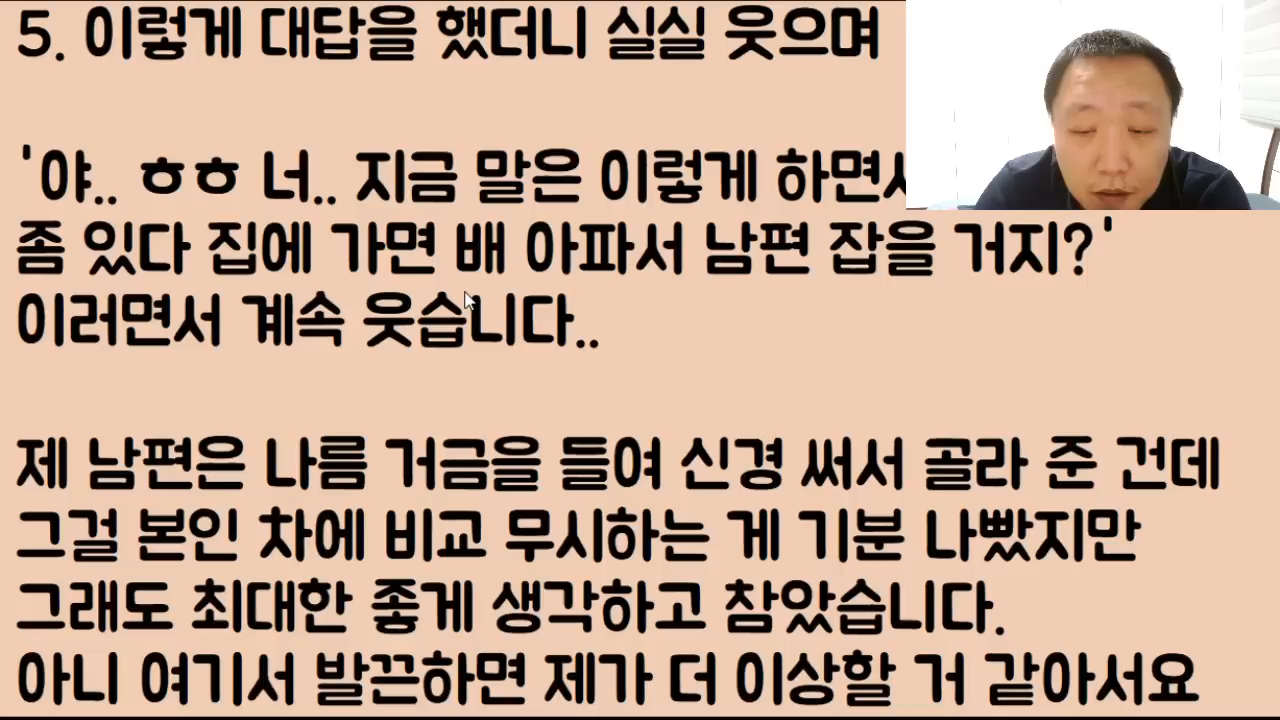 5. 이렇게 대답을 했더니 실실 웃으며
'야.. ㅎㅎ 너.. 지금 말은 이렇게 하면서
좀 있다 집에 가면 배 아파서 남편 잡을 거지?'
이러면서 계속 웃습니다..
제 남편은 나름 거금을 들여 신경 써서 골라 준 건데
그걸 본인 차에 비교 무시하는 게 기분 나빴지만
그래도 최대한 좋게 생각하고 참았습니다.
아니 여기서 발끈하면 제가 더 이상할 거 같아서요